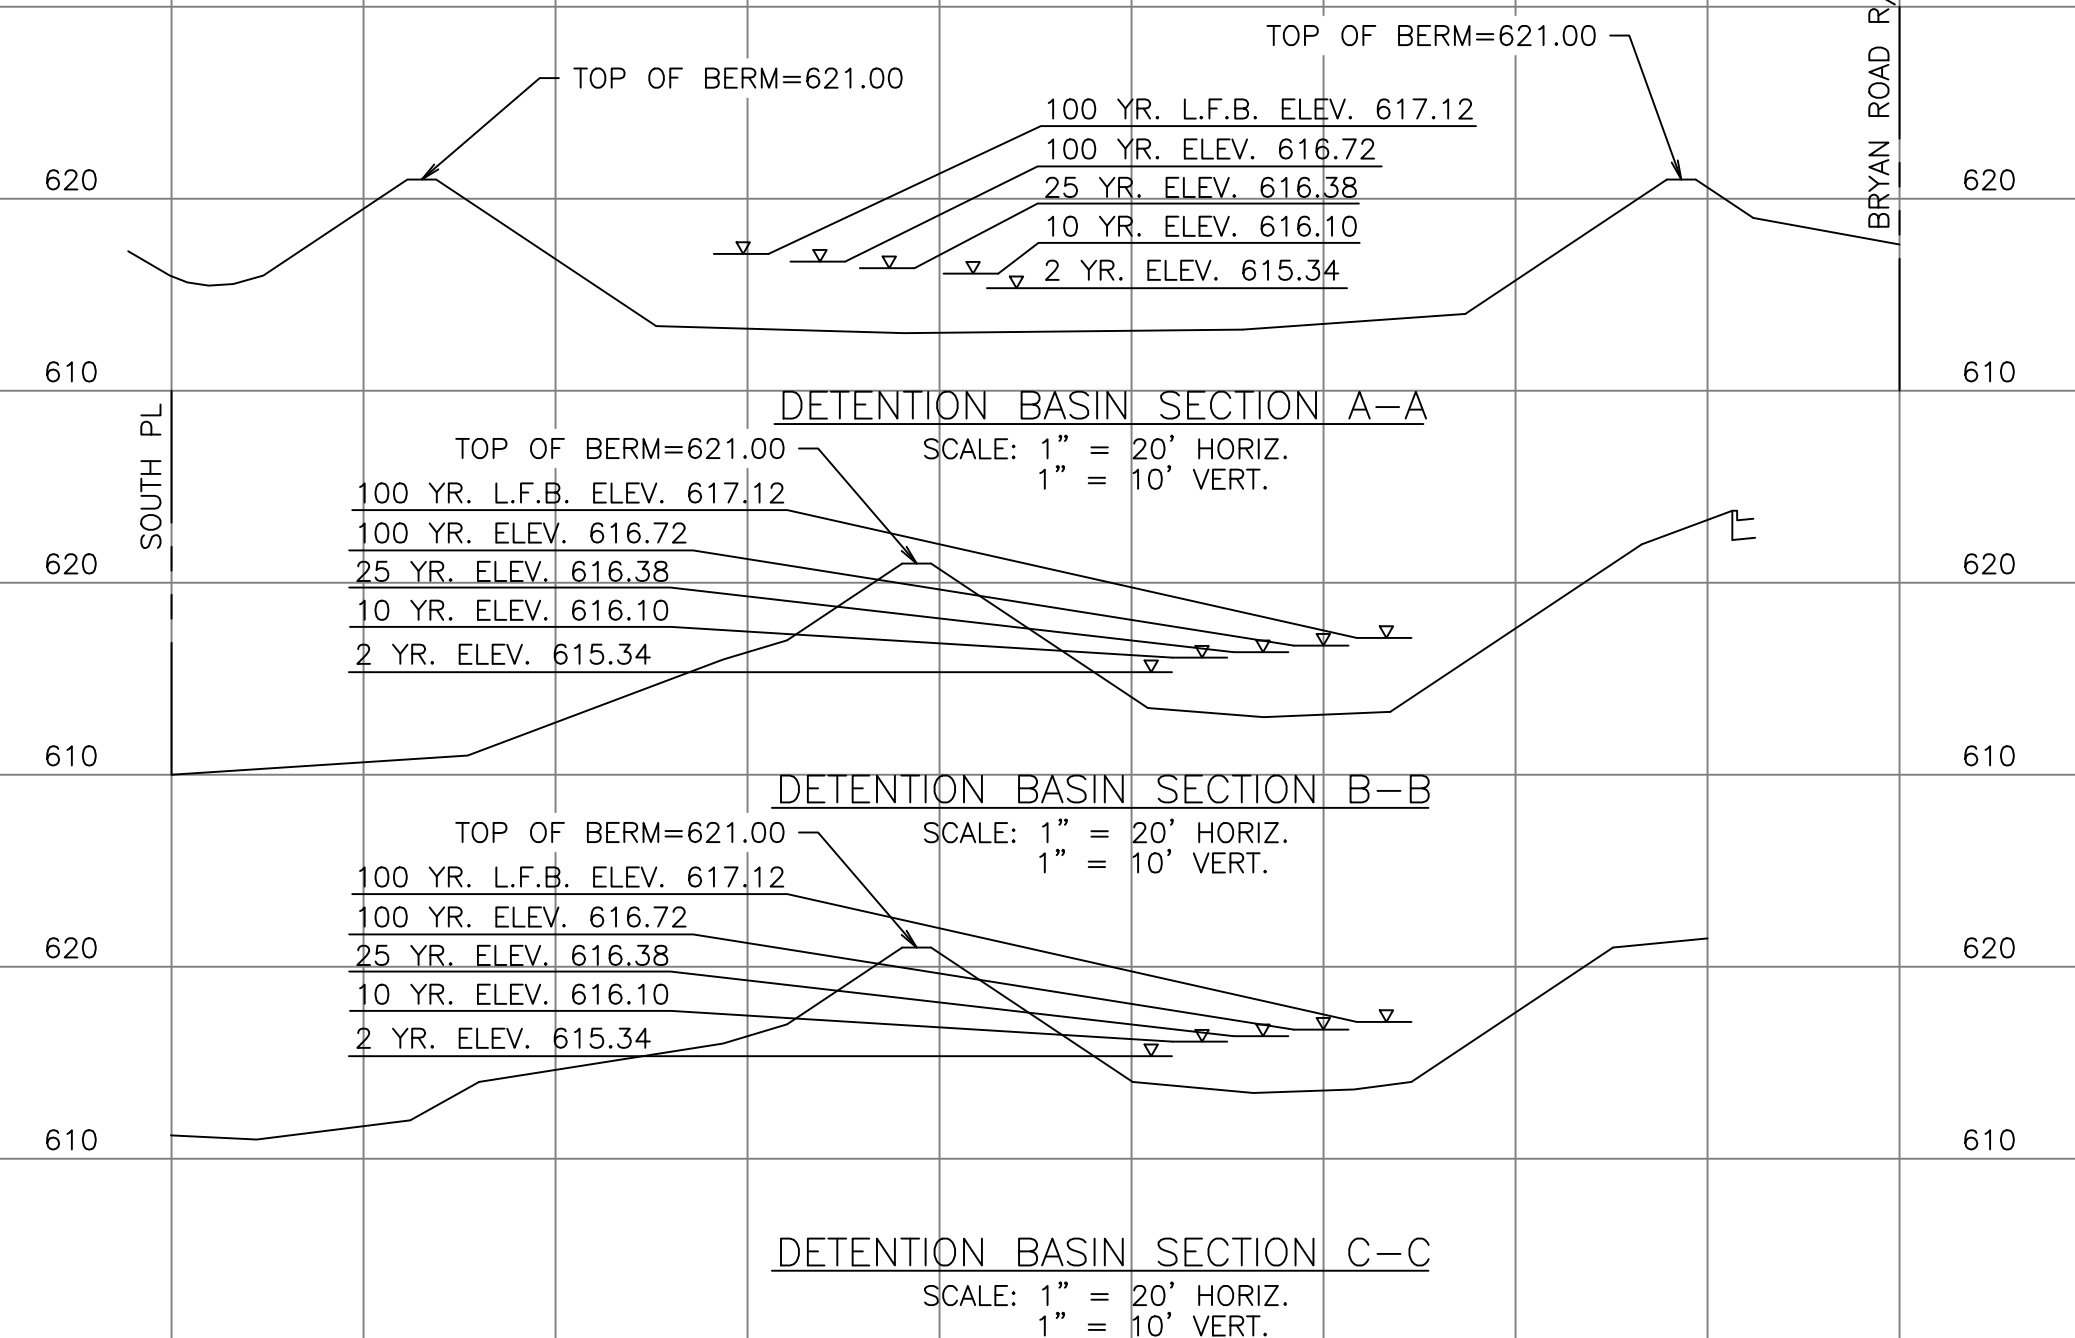 TOP OF BERM=621.00
BRYAN ROAD R/
TOP OF BERM=621.00
100 YR. L.F.B. ELEV. 617.12
100 YR. ELEV. 616.72
25 YR. ELEV. 616.38
10 YR. ELEV. 616.10
2 YR. ELEV. 615.34
620
620
610
610
DETENTION BASIN SECTION A-A
SCALE: 1" = 20' HORIZ.
1" = 10' VERT.
SOUTH PL
TOP OF BERM=621.00
100 YR. L.F.B. ELEV. 617.12
100 YR. ELEV. 616.72
25 YR. ELEV. 616.38
10 YR. ELEV. 616.10
2 YR. ELEV. 615.34
620
620
610
610
DETENTION BASIN SECTION B-B
SCALE: 1" = 20' HORIZ.
1" = 10' VERT.
TOP OF BERM=621.00
100 YR. L.F.B. ELEV. 617.12
100 YR. ELEV. 616.72
25 YR. ELEV. 616.38
10 YR. ELEV. 616.10
2 YR. ELEV. 615.34
620
620
610
610
DETENTION BASIN SECTION C-C
SCALE: 1" = 20' HORIZ.
1" = 10' VERT.